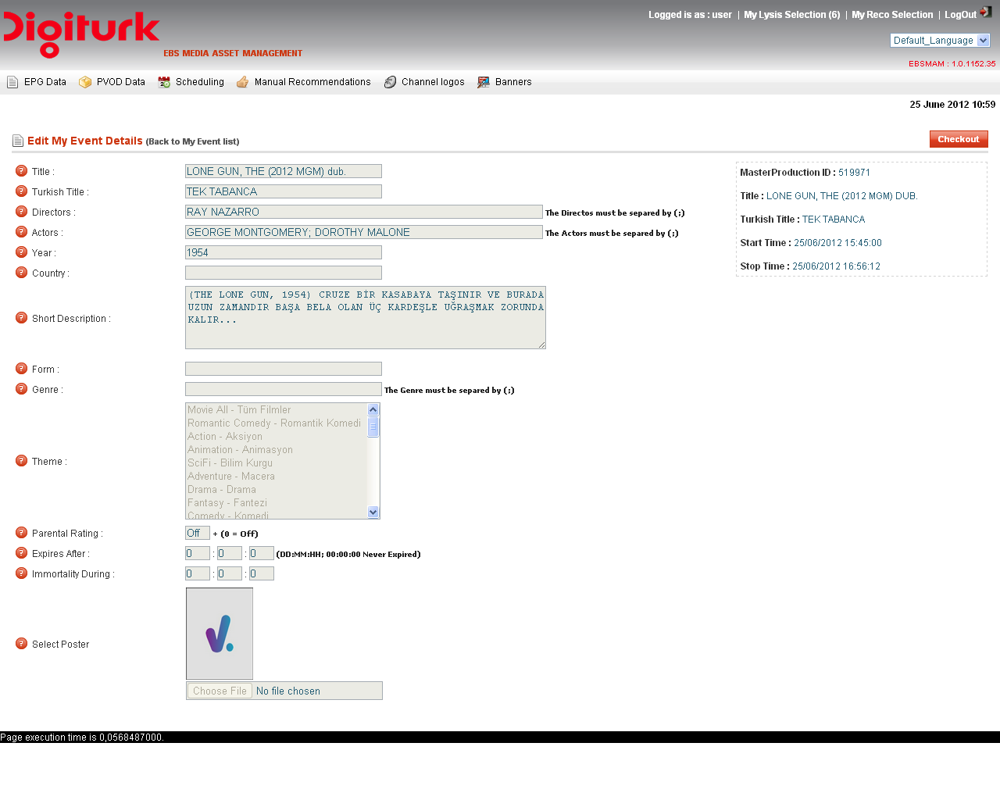 Digiturk
EBS MEDIA ASSET MANAGEMENT
Logged is as : user | My Lysis Selection (6) | My Reco Selection | LogOut
Default_Language
EBSMAM : 1.0.1152.35
EPG Data PVOD Data Scheduling Manual Recommendations Channel logos Banners
25 June 2012 10:59
Edit My Event Details (Back to My Event list)
Checkout
Title : LONE GUN, THE (2012 MGM) dub.
Turkish Title : TEK TABANCA
Directors : RAY NAZARRO The Directos must be separed by (;)
Actors : GEORGE MONTGOMERY; DOROTHY MALONE The Actors must be separed by (;)
Year : 1954
Country :
Short Description : (THE LONE GUN, 1954) CRUZE BİR KASABAYA TAŞINIR VE BURADA
UZUN ZAMANDIR BAŞA BELA OLAN ÜÇ KARDEŞLE UĞRAŞMAK ZORUNDA
KALIR...
Form :
Genre : The Genre must be separed by (;)
Theme :
Movie All - Tüm Filmler
Romantic Comedy - Romantik Komedi
Action - Aksiyon
Animation - Animasyon
SciFi - Bilim Kurgu
Adventure - Macera
Drama - Drama
Fantasy - Fantezi
Comedy - Komedi
Parental Rating : Off + (0 = Off)
Expires After : 0 : 0 : 0 (DD:MM:HH; 00:00:00 Never Expired)
Immortality During : 0 : 0 : 0
Select Poster
Choose File No file chosen
MasterProduction ID : 519971
Title : LONE GUN, THE (2012 MGM) DUB.
Turkish Title : TEK TABANCA
Start Time : 25/06/2012 15:45:00
Stop Time : 25/06/2012 16:56:12
Page execution time is 0,0568487000.